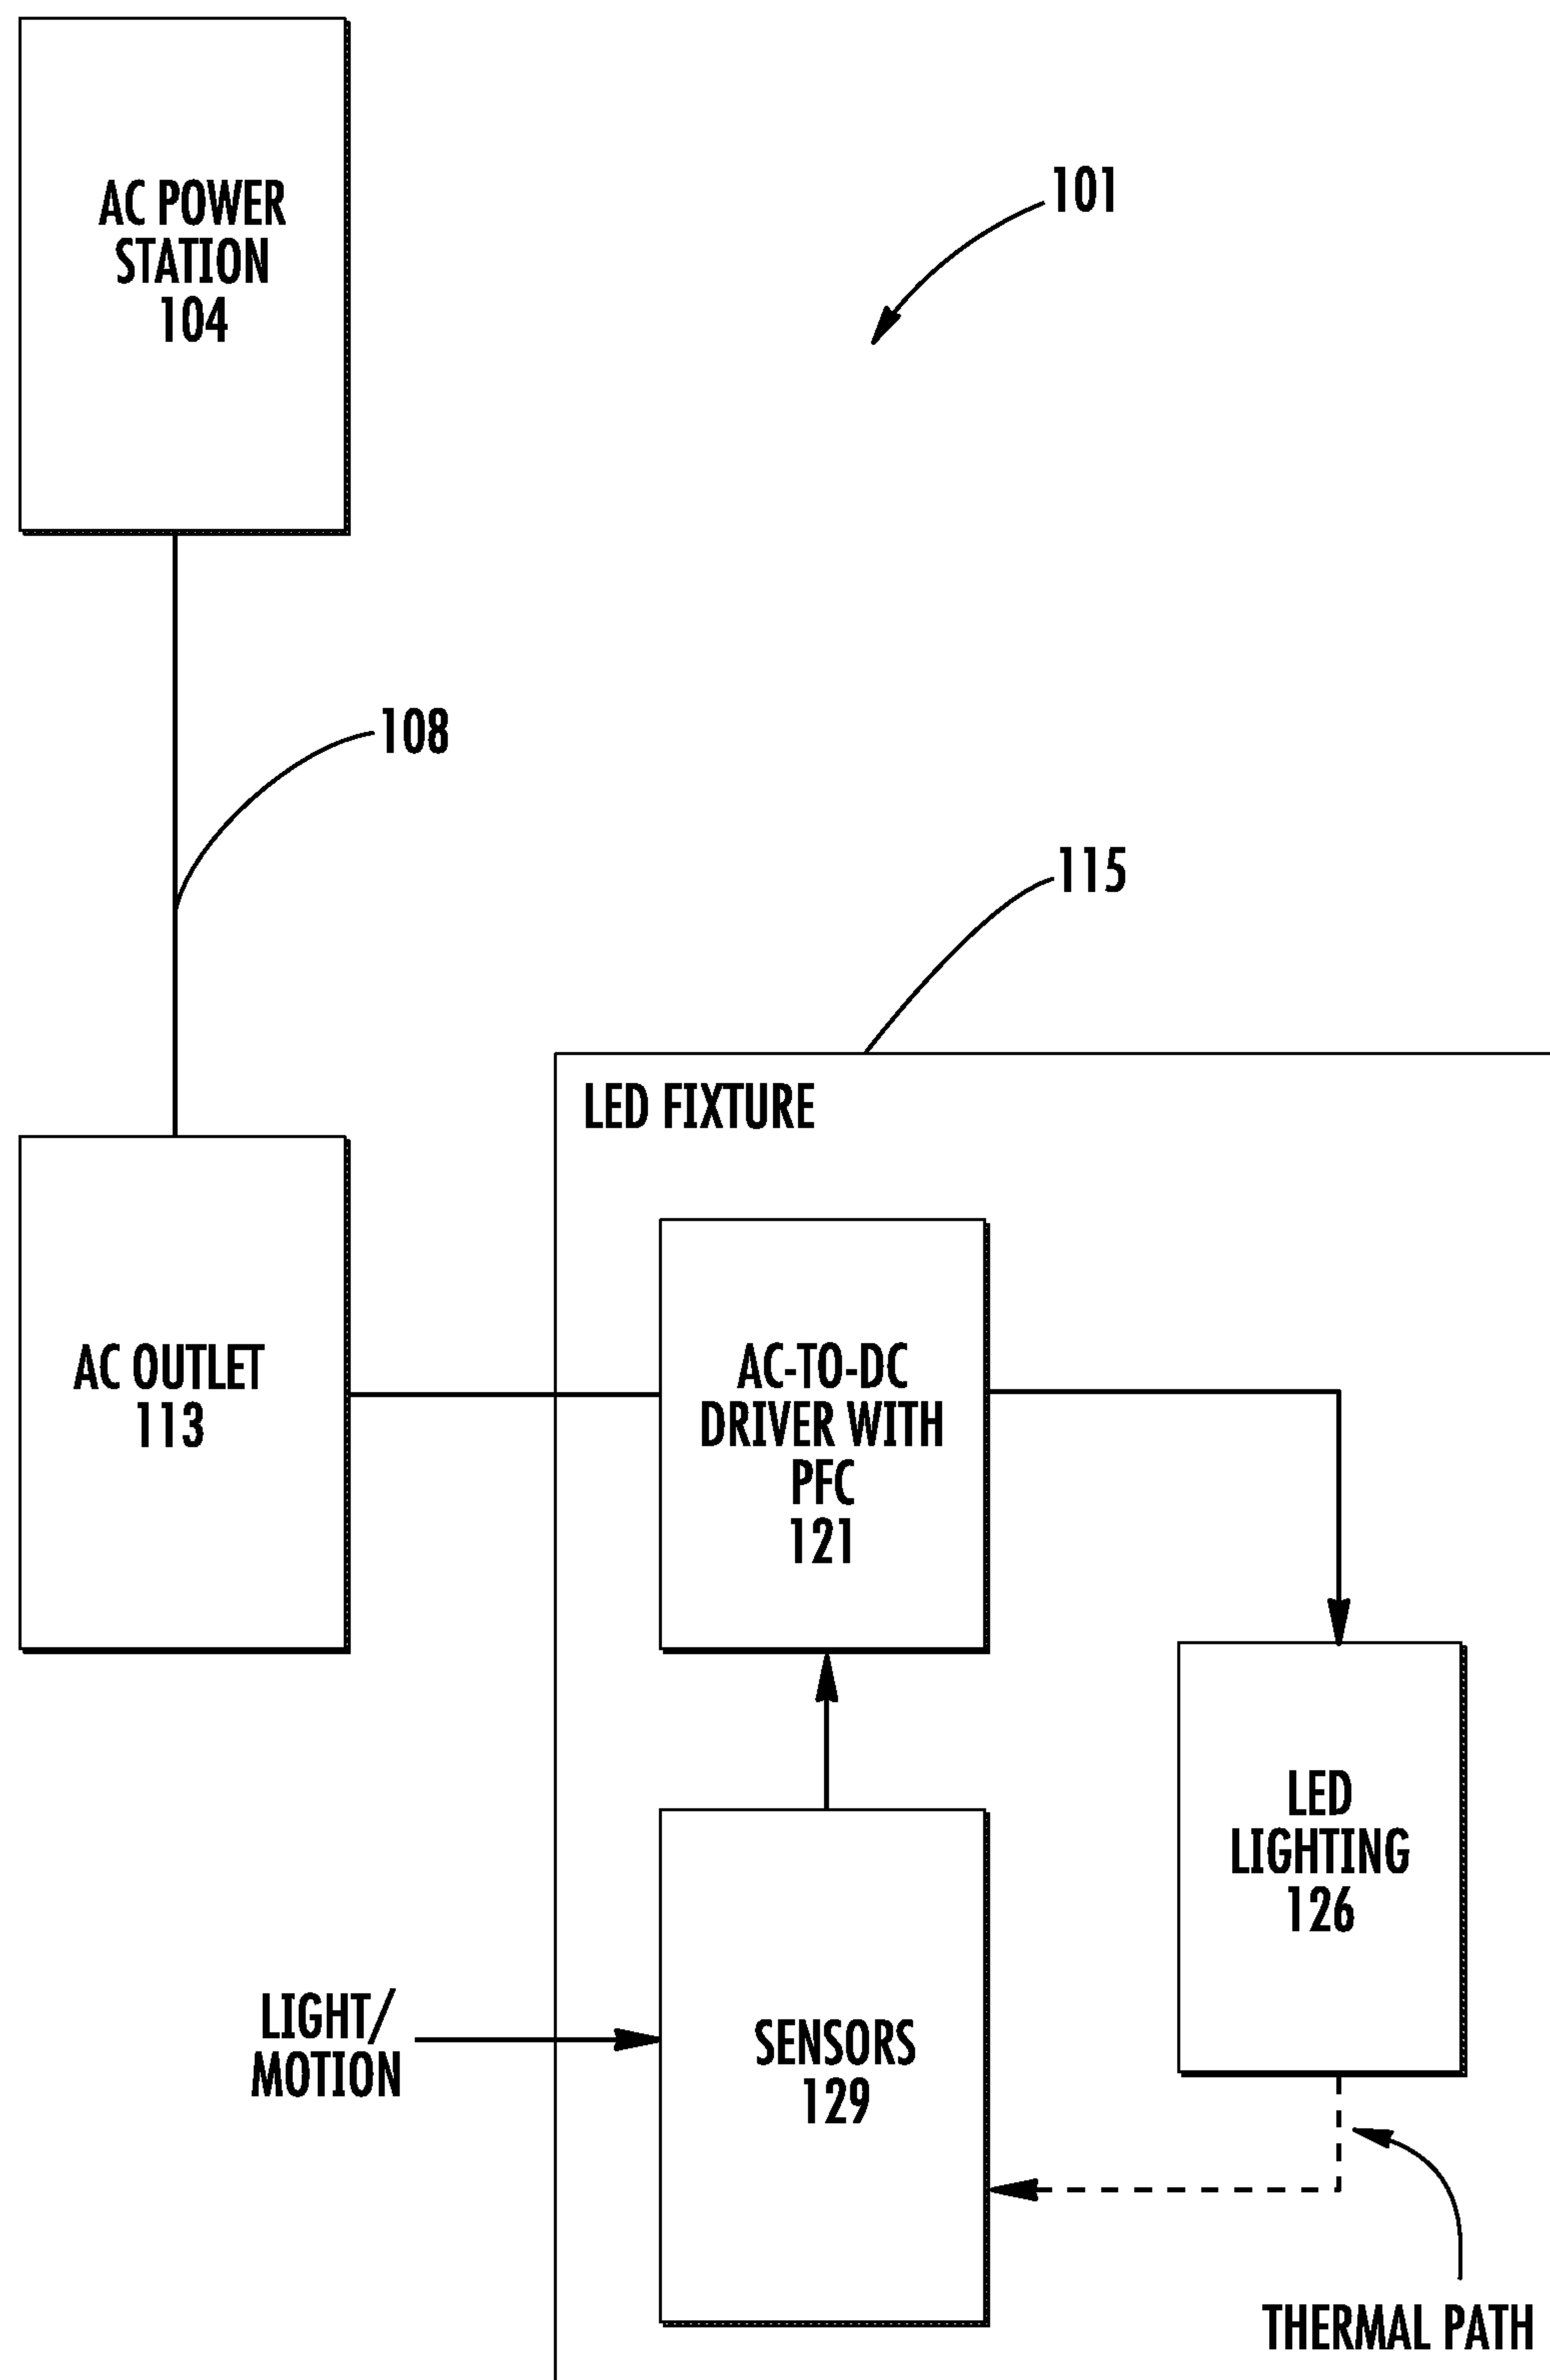 AC POWER
STATION
104
101
108
115
LED FIXTURE
AC OUTLET
113
AC-TO-DC
DRIVER WITH
PFC
121
LED
LIGHTING
126
LIGHT/
MOTION
SENSORS
129
THERMAL PATH